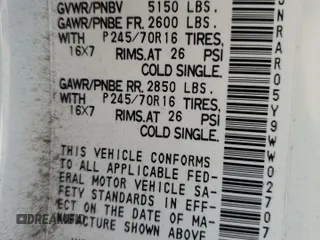 GVWR/PNBV 5150 LBS.
GAWR/PNBE FR. 2600 LBS.
WITH P245/70R16 TIRES,
16X7 RIMS,AT 26 PSI
COLD SINGLE.
GAWR/PNBE RR. 2850 LBS.
WITH P245/70R16 TIRES,
16X7 RIMS,AT 26 PSI
COLD SINGLE.
THIS VEHICLE CONFORMS
TO ALL APPLICABLE FED-
ERAL MOTOR VEHICLE SA-
FETY STANDARDS IN EFF-
ECT ON THE DATE OF MA-
NUFACTURE SHOWN ABOVE
JNRAR05Y9WW0270